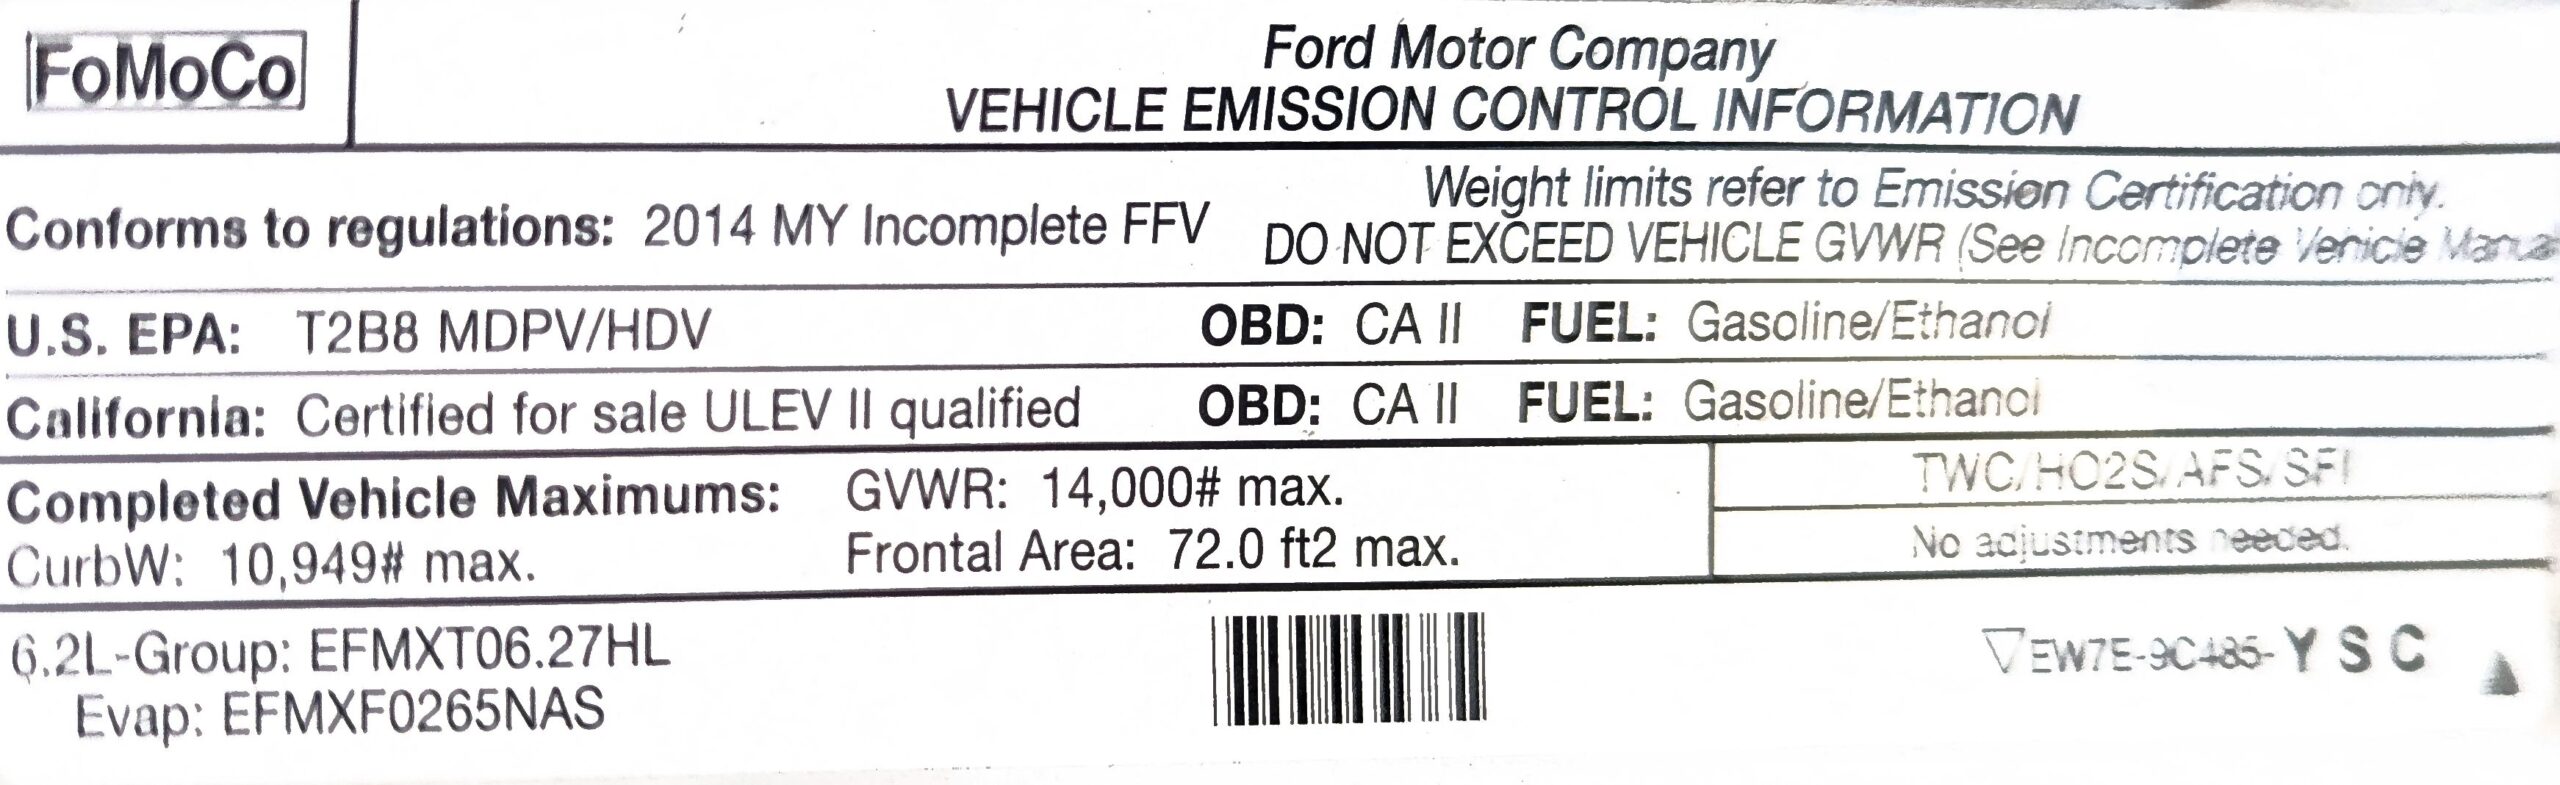 FoMoCo
Ford Motor Company
VEHICLE EMISSION CONTROL INFORMATION
Conforms to regulations: 2014 MY Incomplete FFV
Weight limits refer to Emission Certification only.
DO NOT EXCEED VEHICLE GVWR (See Incomplete Vehicle Manual
U.S. EPA: T2B8 MDPV/HDV OBD: CA II FUEL: Gasoline/Ethanol
California: Certified for sale ULEV II qualified OBD: CA II FUEL: Gasoline/Ethanol
Completed Vehicle Maximums: GVWR: 14,000# max.
CurbW: 10,949# max. Frontal Area: 72.0 ft2 max.
TWC/HO2S/AFS/SFI
No adjustments needed.
6.2L-Group: EFMXT06.27HL
Evap: EFMXF0265NAS
▽EW7E-9C485-Y S C ▲